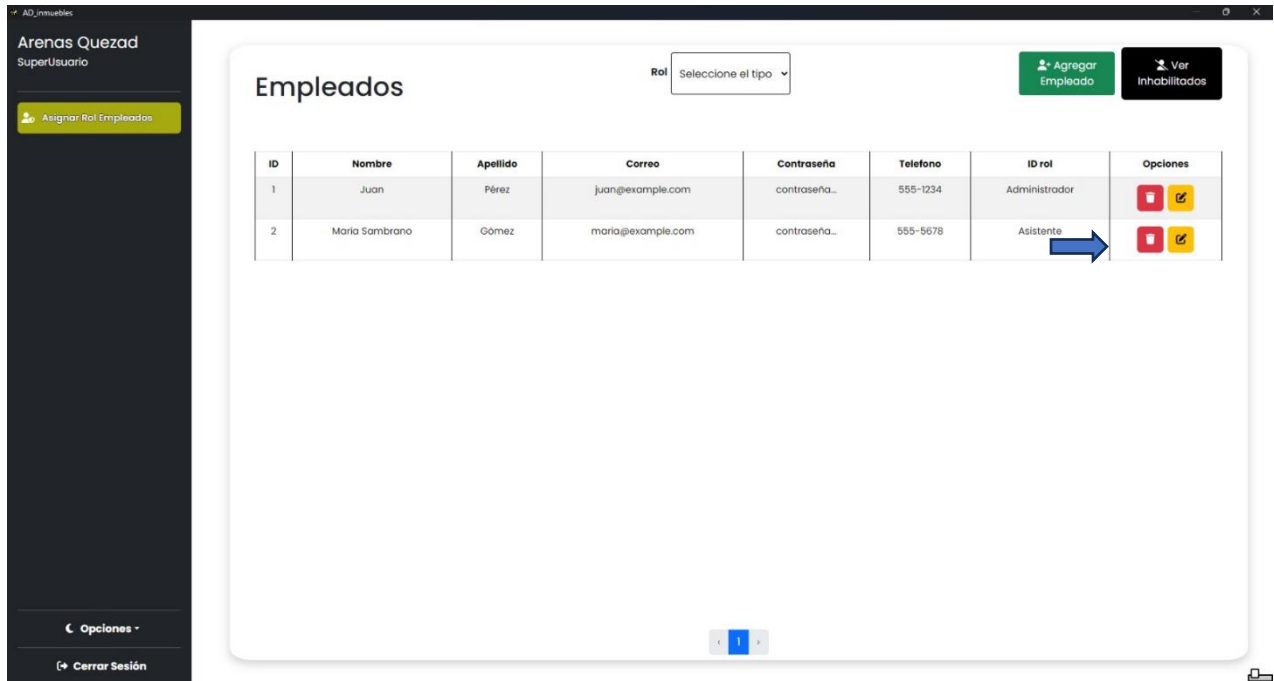 AD_inmuebles
Arenas Quezad
SuperUsuario
Asignar Rol Empleados
Empleados
Rol Seleccione el tipo
Agregar
Empleado
Ver
Inhabilitados
ID Nombre Apellido Correo Contraseña Telefono ID rol Opciones
1 Juan Pérez juan@example.com contraseña... 555-1234 Administrador
2 Maria Sambrano Gómez maria@example.com contraseña... 555-5678 Asistente
‹ 1 ›
Opciones
Cerrar Sesión